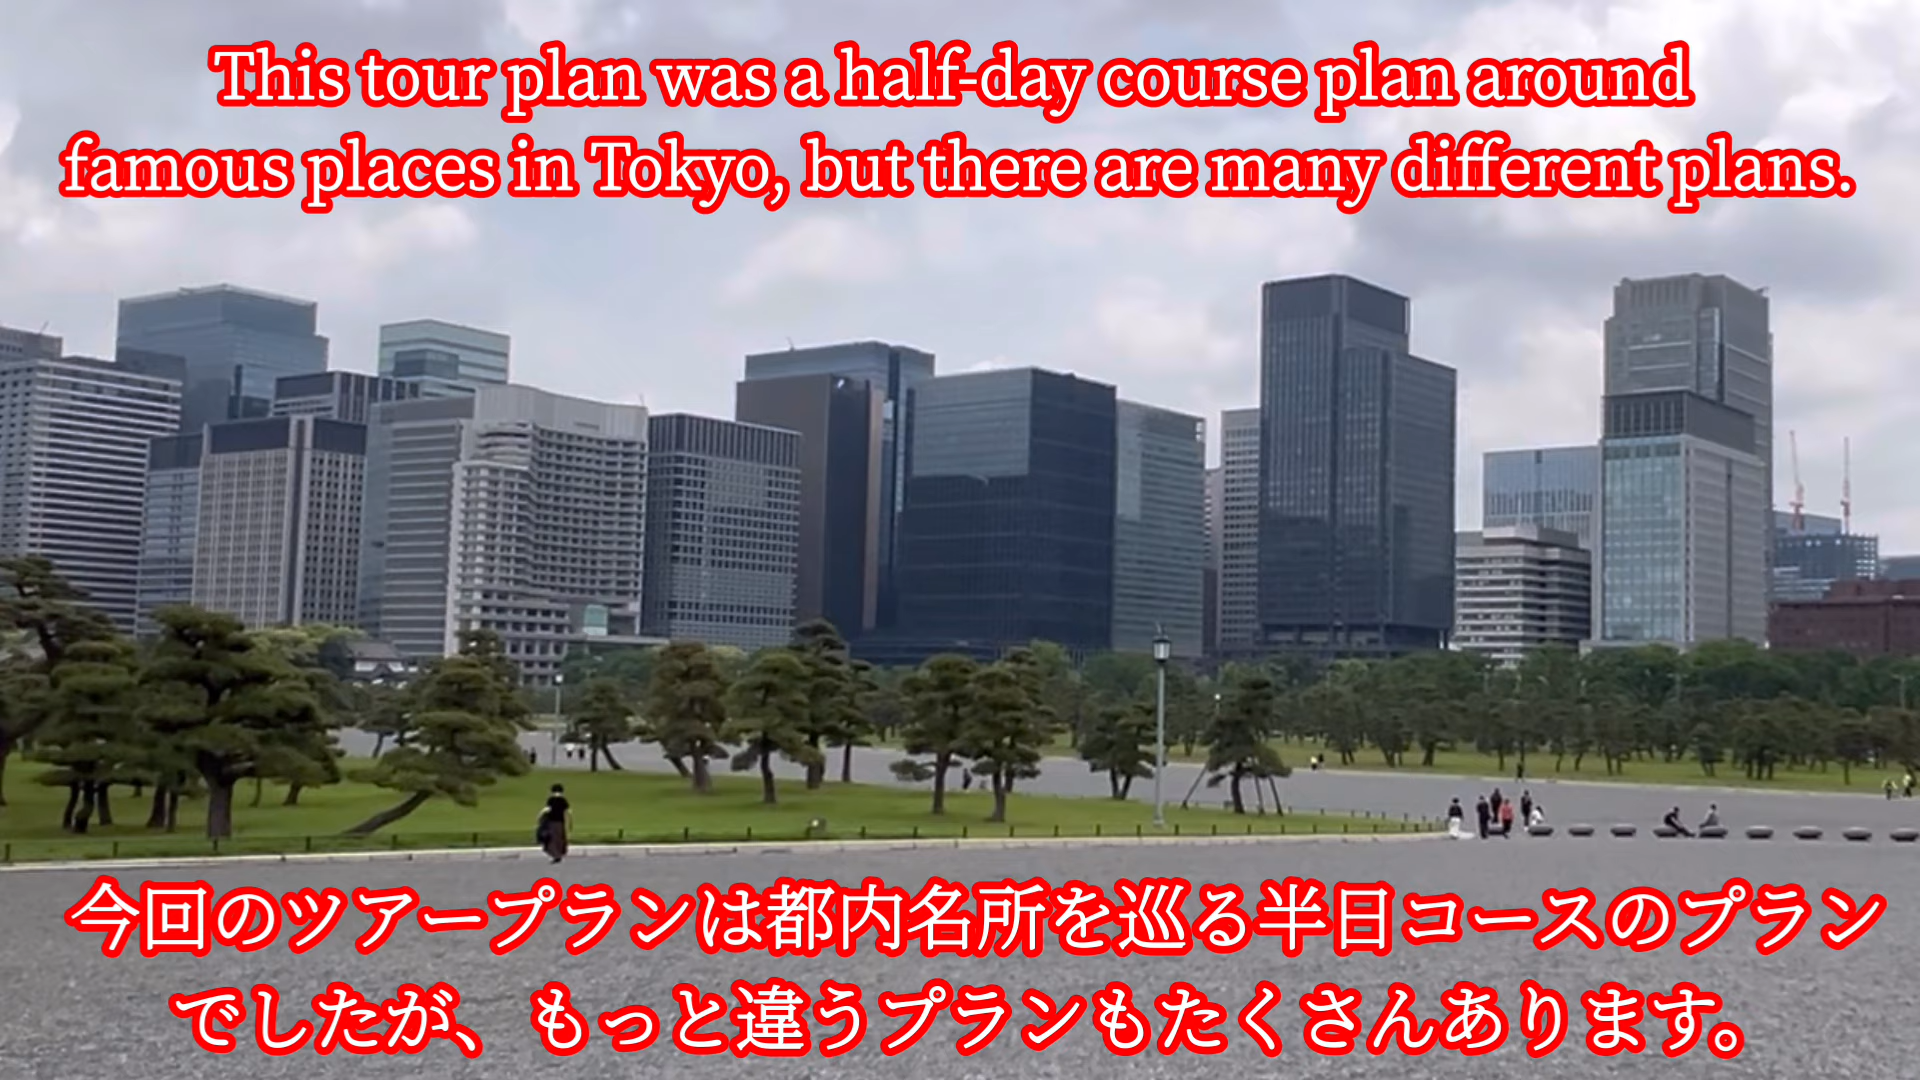 This tour plan was a half-day course plan around
famous places in Tokyo, but there are many different plans.
今回のツアープランは都内名所を巡る半日コースのプラン
でしたが、もっと違うプランもたくさんあります。